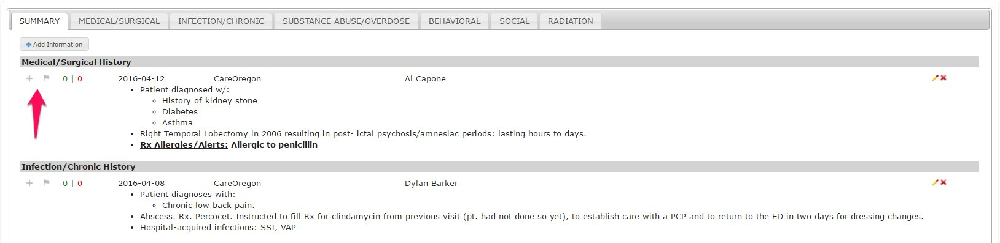 SUMMARY MEDICAL/SURGICAL INFECTION/CHRONIC SUBSTANCE ABUSE/OVERDOSE BEHAVIORAL SOCIAL RADIATION
Add Information
Medical/Surgical History
0 | 0 2016-04-12 CareOregon Al Capone
• Patient diagnosed w/:
◦ History of kidney stone
◦ Diabetes
◦ Asthma
• Right Temporal Lobectomy in 2006 resulting in post- ictal psychosis/amnesiac periods: lasting hours to days.
• Rx Allergies/Alerts: Allergic to penicillin
Infection/Chronic History
0 | 0 2016-04-08 CareOregon Dylan Barker
• Patient diagnoses with:
◦ Chronic low back pain.
• Abscess. Rx. Percocet. Instructed to fill Rx for clindamycin from previous visit (pt. had not done so yet), to establish care with a PCP and to return to the ED in two days for dressing changes.
• Hospital-acquired infections: SSI, VAP